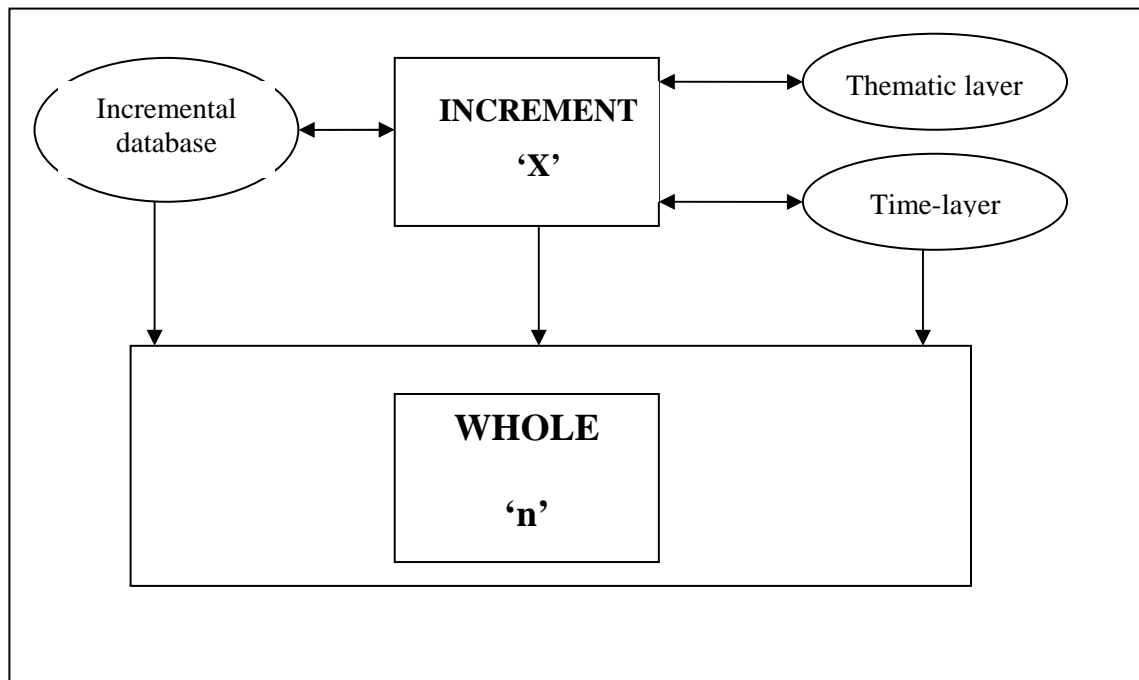 Incremental
database
INCREMENT
‘X’
Thematic layer
Time-layer
WHOLE
‘n’